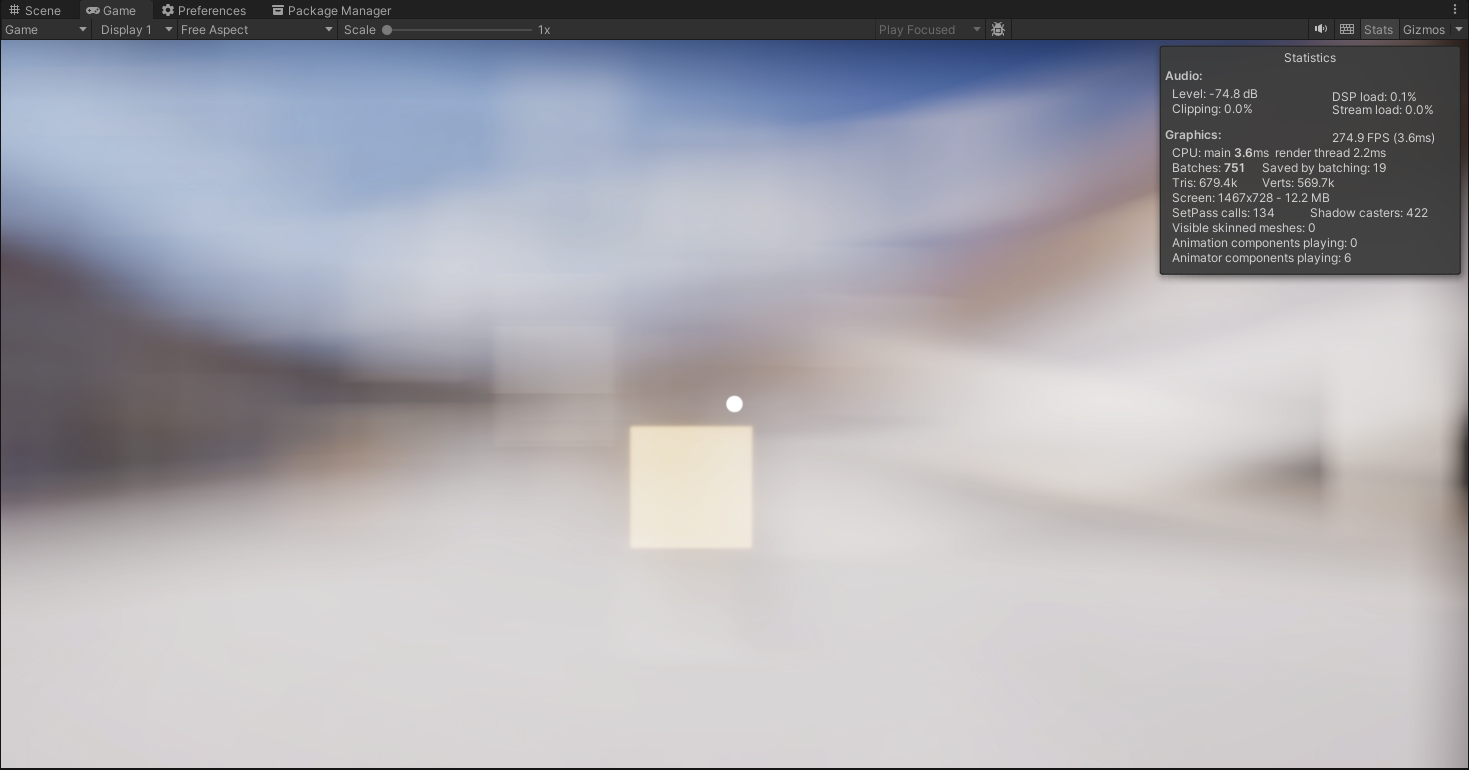 Scene Game Preferences Package Manager
Game Display 1 Free Aspect Scale 1x Play Focused Stats Gizmos
Statistics
Audio:
Level: -74.8 dB DSP load: 0.1%
Clipping: 0.0% Stream load: 0.0%
Graphics: 274.9 FPS (3.6ms)
CPU: main 3.6ms render thread 2.2ms
Batches: 751 Saved by batching: 19
Tris: 679.4k Verts: 569.7k
Screen: 1467x728 - 12.2 MB
SetPass calls: 134 Shadow casters: 422
Visible skinned meshes: 0
Animation components playing: 0
Animator components playing: 6